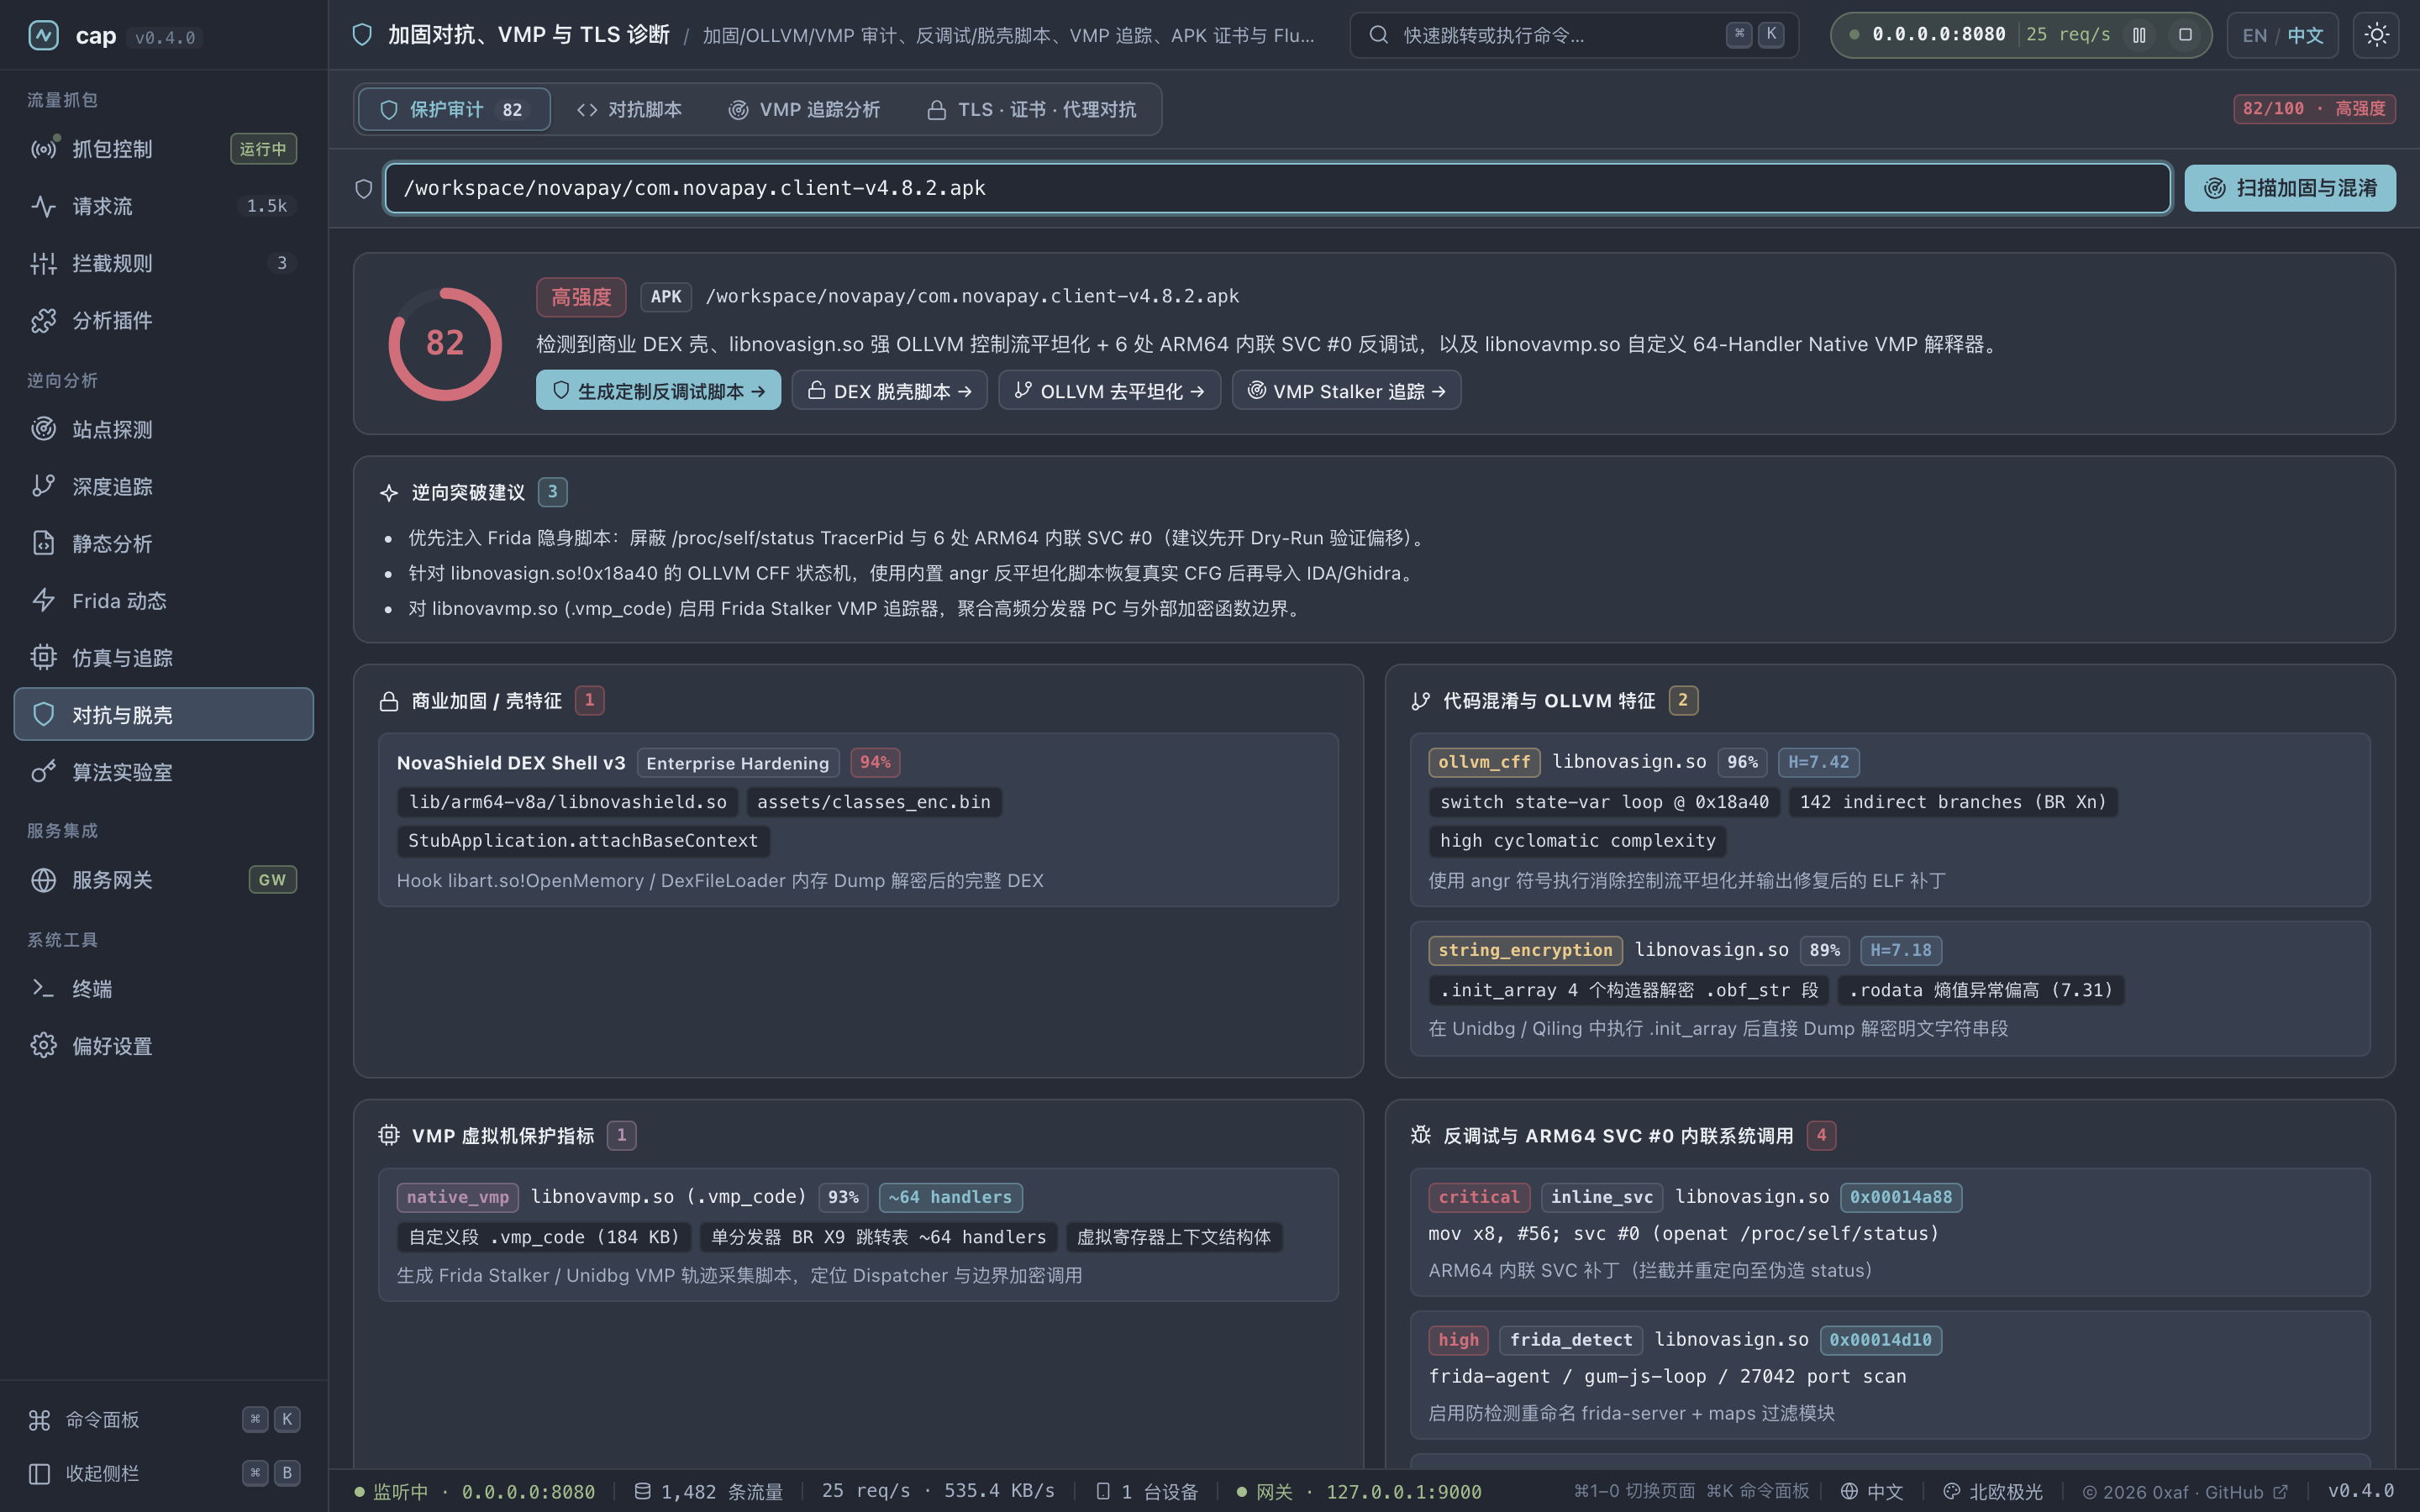 cap v0.4.0
流量抓包
抓包控制 运行中
请求流 1.5k
拦截规则 3
分析插件
逆向分析
站点探测
深度追踪
静态分析
Frida 动态
仿真与追踪
对抗与脱壳
算法实验室
服务集成
服务网关 GW
系统工具
终端
偏好设置
命令面板 ⌘ K
收起侧栏 ⌘ B
加固对抗、VMP 与 TLS 诊断 / 加固/OLLVM/VMP 审计、反调试/脱壳脚本、VMP 追踪、APK 证书与 Flu...
快速跳转或执行命令... ⌘ K
0.0.0.0:8080 25 req/s
EN / 中文
保护审计 82
对抗脚本
VMP 追踪分析
TLS · 证书 · 代理对抗
82/100 · 高强度
/workspace/novapay/com.novapay.client-v4.8.2.apk
扫描加固与混淆
82
高强度 APK /workspace/novapay/com.novapay.client-v4.8.2.apk
检测到商业 DEX 壳、libnovasign.so 强 OLLVM 控制流平坦化 + 6 处 ARM64 内联 SVC #0 反调试，以及 libnovavmp.so 自定义 64-Handler Native VMP 解释器。
生成定制反调试脚本 → DEX 脱壳脚本 → OLLVM 去平坦化 → VMP Stalker 追踪 →
逆向突破建议 3
• 优先注入 Frida 隐身脚本：屏蔽 /proc/self/status TracerPid 与 6 处 ARM64 内联 SVC #0（建议先开 Dry-Run 验证偏移）。
• 针对 libnovasign.so!0x18a40 的 OLLVM CFF 状态机，使用内置 angr 反平坦化脚本恢复真实 CFG 后再导入 IDA/Ghidra。
• 对 libnovavmp.so (.vmp_code) 启用 Frida Stalker VMP 追踪器，聚合高频分发器 PC 与外部加密函数边界。
商业加固 / 壳特征 1
NovaShield DEX Shell v3 Enterprise Hardening 94%
lib/arm64-v8a/libnovashield.so assets/classes_enc.bin
StubApplication.attachBaseContext
Hook libart.so!OpenMemory / DexFileLoader 内存 Dump 解密后的完整 DEX
代码混淆与 OLLVM 特征 2
ollvm_cff libnovasign.so 96% H=7.42
switch state-var loop @ 0x18a40 142 indirect branches (BR Xn)
high cyclomatic complexity
使用 angr 符号执行消除控制流平坦化并输出修复后的 ELF 补丁
string_encryption libnovasign.so 89% H=7.18
.init_array 4 个构造器解密 .obf_str 段 .rodata 熵值异常偏高 (7.31)
在 Unidbg / Qiling 中执行 .init_array 后直接 Dump 解密明文字符串段
VMP 虚拟机保护指标 1
native_vmp libnovavmp.so (.vmp_code) 93% ~64 handlers
自定义段 .vmp_code (184 KB) 单分发器 BR X9 跳转表 ~64 handlers 虚拟寄存器上下文结构体
生成 Frida Stalker / Unidbg VMP 轨迹采集脚本，定位 Dispatcher 与边界加密调用
反调试与 ARM64 SVC #0 内联系统调用 4
critical inline_svc libnovasign.so 0x00014a88
mov x8, #56; svc #0 (openat /proc/self/status)
ARM64 内联 SVC 补丁（拦截并重定向至伪造 status）
high frida_detect libnovasign.so 0x00014d10
frida-agent / gum-js-loop / 27042 port scan
启用防检测重命名 frida-server + maps 过滤模块
监听中 · 0.0.0.0:8080 1,482 条流量 25 req/s · 535.4 KB/s 1 台设备 网关 · 127.0.0.1:9000 ⌘1–0 切换页面 ⌘K 命令面板 中文 北欧极光 © 2026 0xaf · GitHub v0.4.0